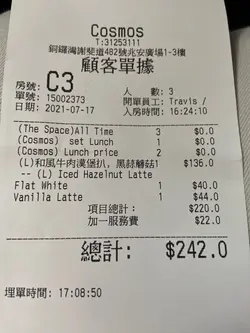 Cosmos
T:31253111
銅鑼灣謝斐道482號兆安廣場1-3樓
顧客單據
房號: C3
人 數: 3
單號: 15002373
開單員工: Travis /
日期: 2021-07-17
入房時間: 16:24:10
(The Space)All Time 3 $0.0
(Cosmos) set Lunch 1 $0.0
(Cosmos) Lunch price 2 $0.0
(L)和風牛肉漢堡扒, 黑蒜蘑菇1 $136.0
-- (L) Iced Hazelnut Latte
Flat White 1 $40.0
Vanilla Latte 1 $44.0
項目總計: $220.0
加一服務費 $22.0
總計: $242.0
埋單時間: 17:08:50